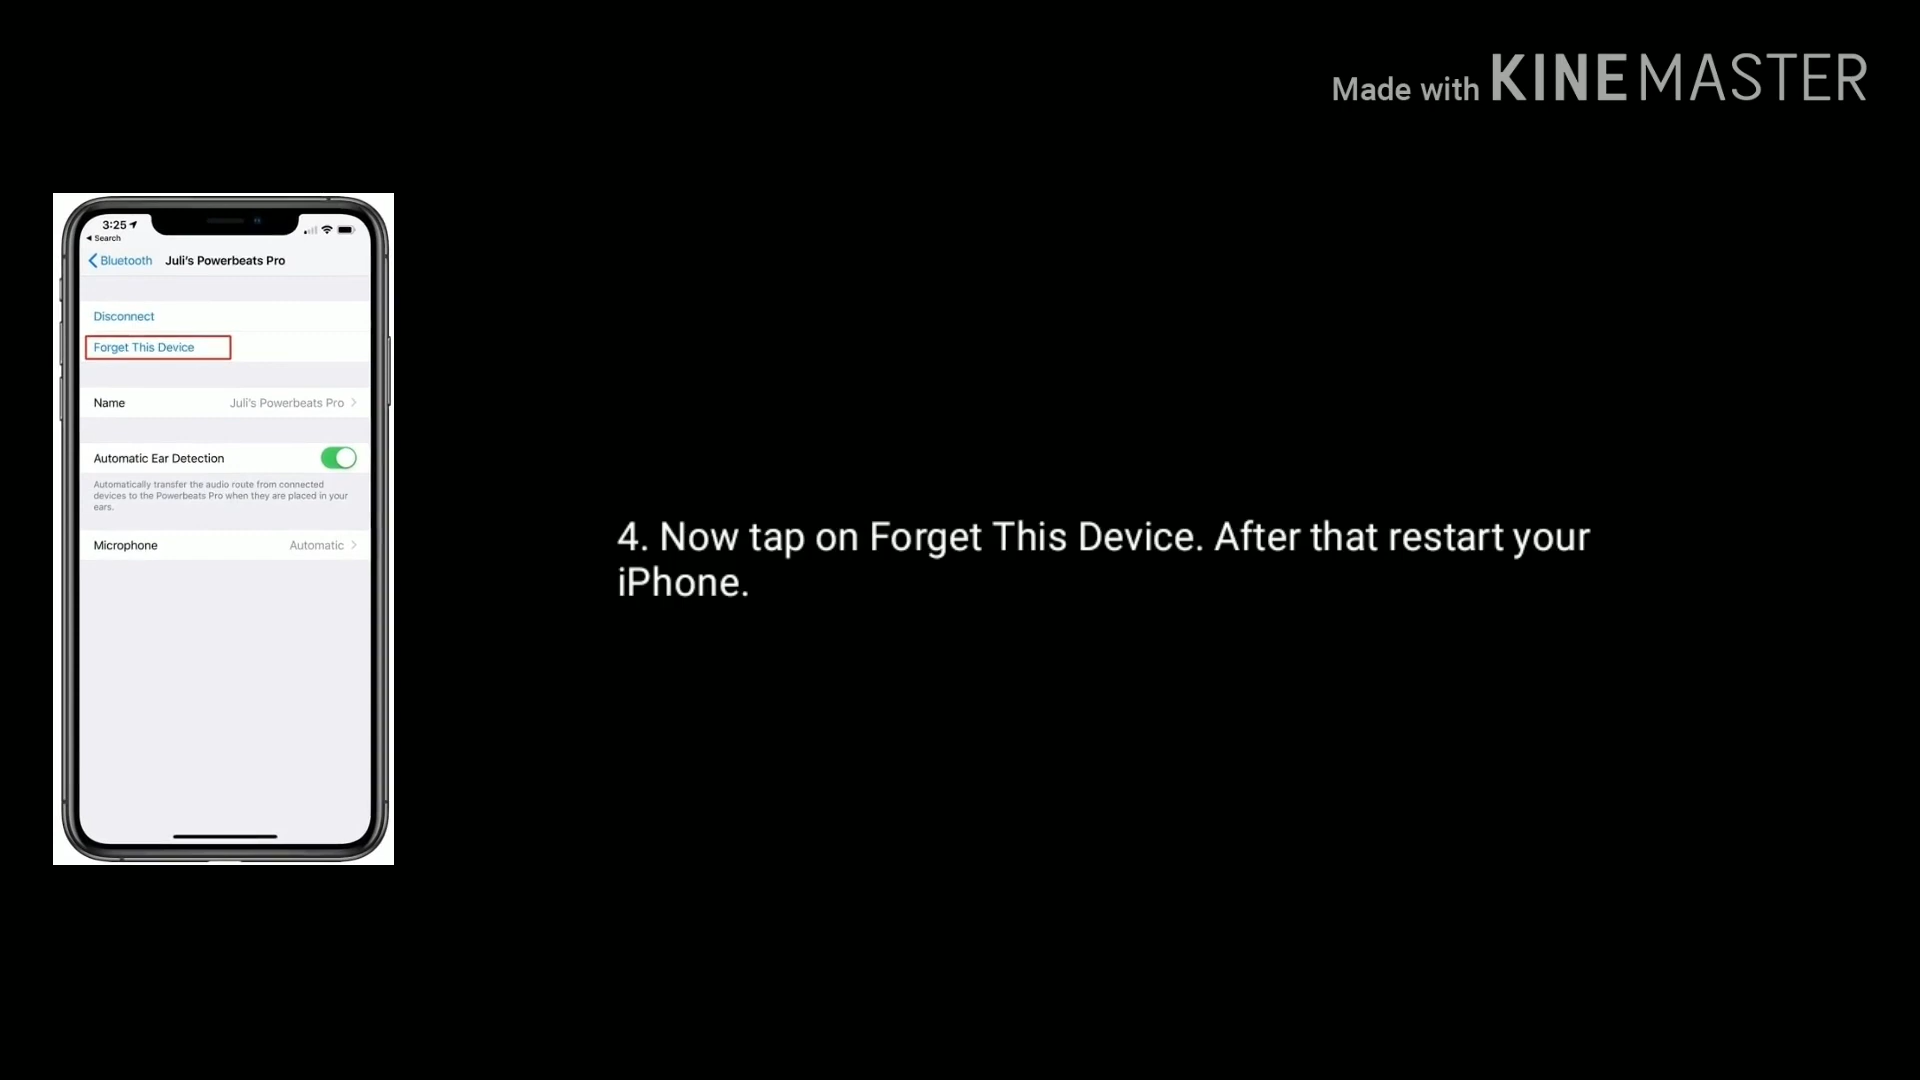 Made with KINEMASTER
3:25
Search
Bluetooth Juli's Powerbeats Pro
Disconnect
Forget This Device
Name Juli's Powerbeats Pro
Automatic Ear Detection
Automatically transfer the audio route from connected
devices to the Powerbeats Pro when they are placed in your
ears.
Microphone Automatic
4. Now tap on Forget This Device. After that restart your
iPhone.